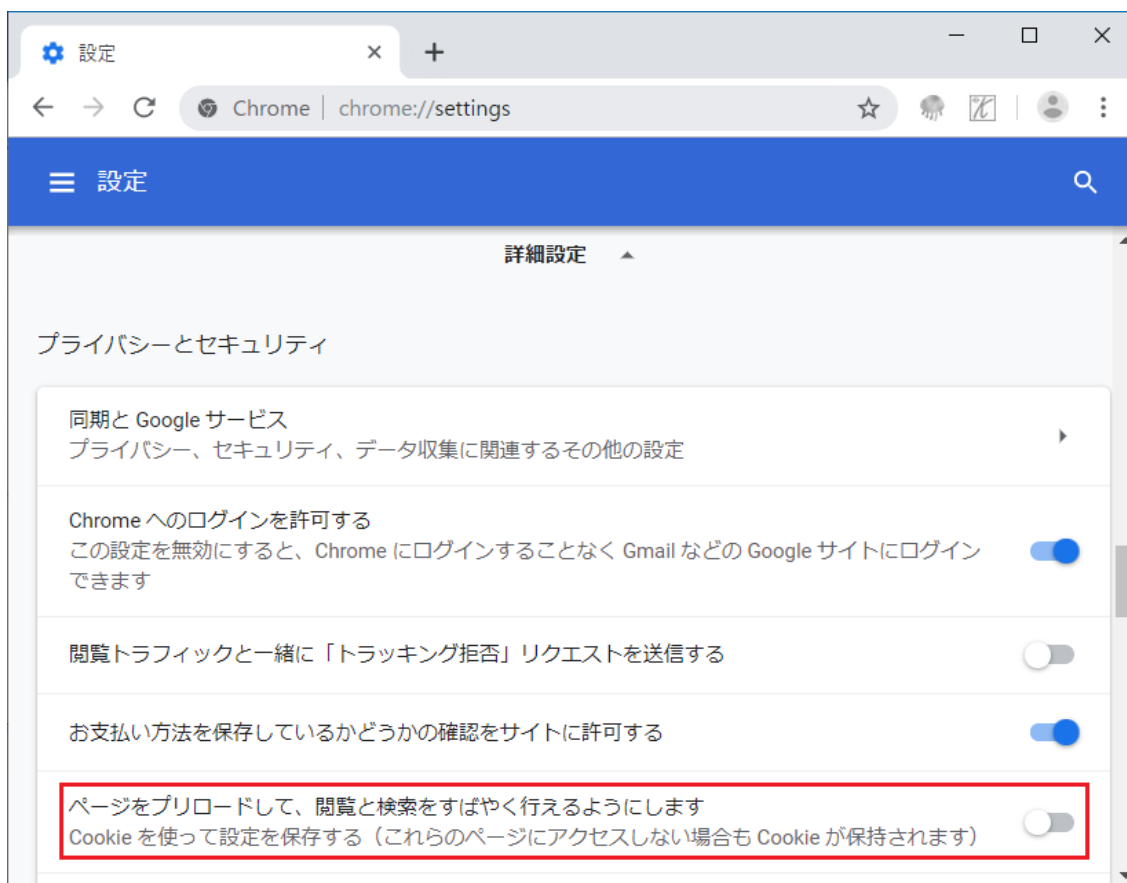 設定
Chrome | chrome://settings
設定
詳細設定
プライバシーとセキュリティ
同期と Google サービス
プライバシー、セキュリティ、データ収集に関連するその他の設定
Chrome へのログインを許可する
この設定を無効にすると、Chrome にログインすることなく Gmail などの Google サイトにログイン
できます
閲覧トラフィックと一緒に「トラッキング拒否」リクエストを送信する
お支払い方法を保存しているかどうかの確認をサイトに許可する
ページをプリロードして、閲覧と検索をすばやく行えるようにします
Cookie を使って設定を保存する（これらのページにアクセスしない場合も Cookie が保持されます）